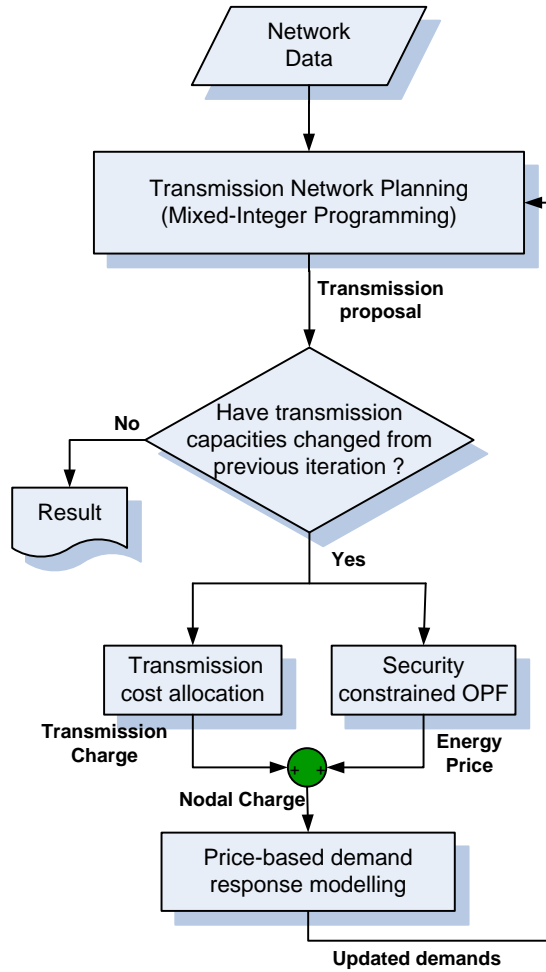 Network
Data
Transmission Network Planning
(Mixed-Integer Programming)
Transmission
proposal
Have transmission
capacities changed from
previous iteration ?
No
Result
Yes
Transmission
cost allocation
Security
constrained OPF
Transmission
Charge
Energy
Price
+ +
Nodal Charge
Price-based demand
response modelling
Updated demands